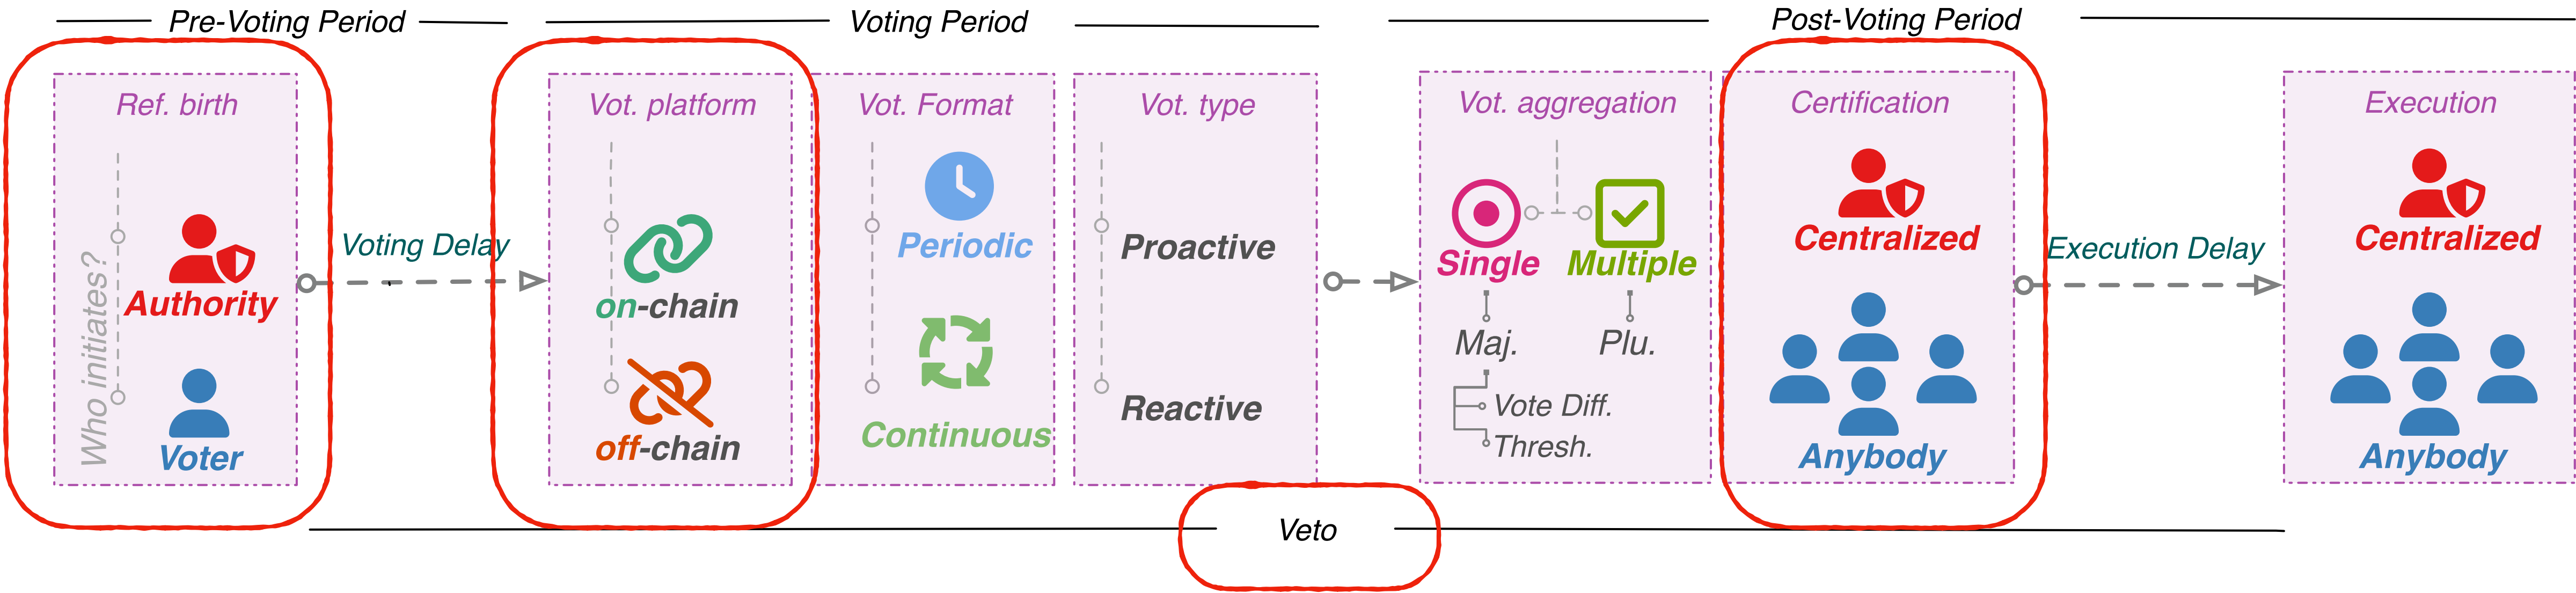 Pre-Voting Period
Voting Period
Post-Voting Period
Ref. birth
Who initiates?
Authority
Voter
Voting Delay
Vot. platform
on-chain
off-chain
Vot. Format
Periodic
Continuous
Vot. type
Proactive
Reactive
Vot. aggregation
Single
Multiple
Maj.
Plu.
Vote Diff.
Thresh.
Certification
Centralized
Anybody
Execution Delay
Execution
Centralized
Anybody
Veto